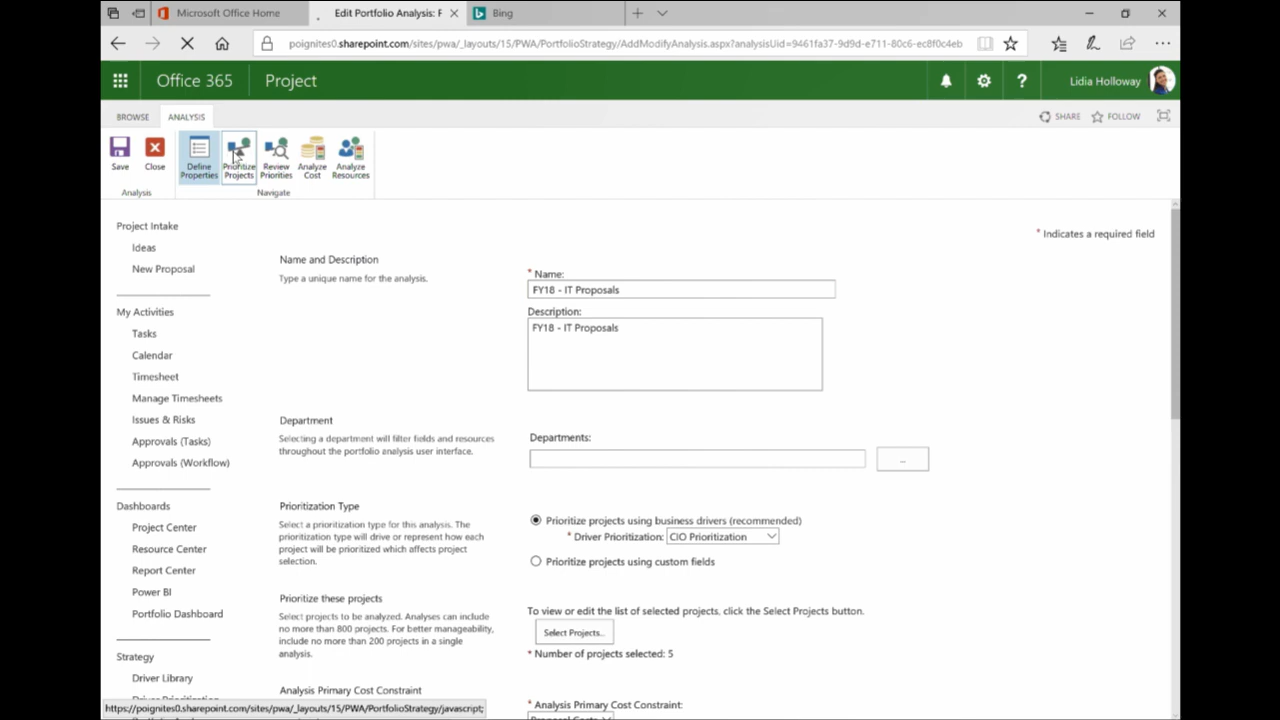 Microsoft Office Home
Edit Portfolio Analysis: F
Bing
poignites0.sharepoint.com/sites/pwa/_layouts/15/PWA/PortfolioStrategy/AddModifyAnalysis.aspx?analysisUid=9461fa37-9d9d-e711-80c6-ec8f0c4eb
Office 365
Project
Lidia Holloway
BROWSE
ANALYSIS
SHARE
FOLLOW
Save
Close
Define Properties
Prioritize Projects
Review Priorities
Analyze Cost
Analyze Resources
Analysis
Navigate
Project Intake
Ideas
New Proposal
My Activities
Tasks
Calendar
Timesheet
Manage Timesheets
Issues & Risks
Approvals (Tasks)
Approvals (Workflow)
Dashboards
Project Center
Resource Center
Report Center
Power BI
Portfolio Dashboard
Strategy
Driver Library
* Indicates a required field
Name and Description
Type a unique name for the analysis.
* Name:
FY18 - IT Proposals
Description:
FY18 - IT Proposals
Department
Selecting a department will filter fields and resources
throughout the portfolio analysis user interface.
Departments:
...
Prioritization Type
Select a prioritization type for this analysis. The
prioritization type will drive or represent how each
project will be prioritized which affects project
selection.
Prioritize projects using business drivers (recommended)
* Driver Prioritization: CIO Prioritization
Prioritize projects using custom fields
Prioritize these projects
Select projects to be analyzed. Analyses can include
no more than 800 projects. For better manageability,
include no more than 200 projects in a single
analysis.
To view or edit the list of selected projects, click the Select Projects button.
Select Projects...
* Number of projects selected: 5
Analysis Primary Cost Constraint
* Analysis Primary Cost Constraint:
Proposal Costs
https://poignites0.sharepoint.com/sites/pwa/_layouts/15/PWA/PortfolioStrategy/javascript;